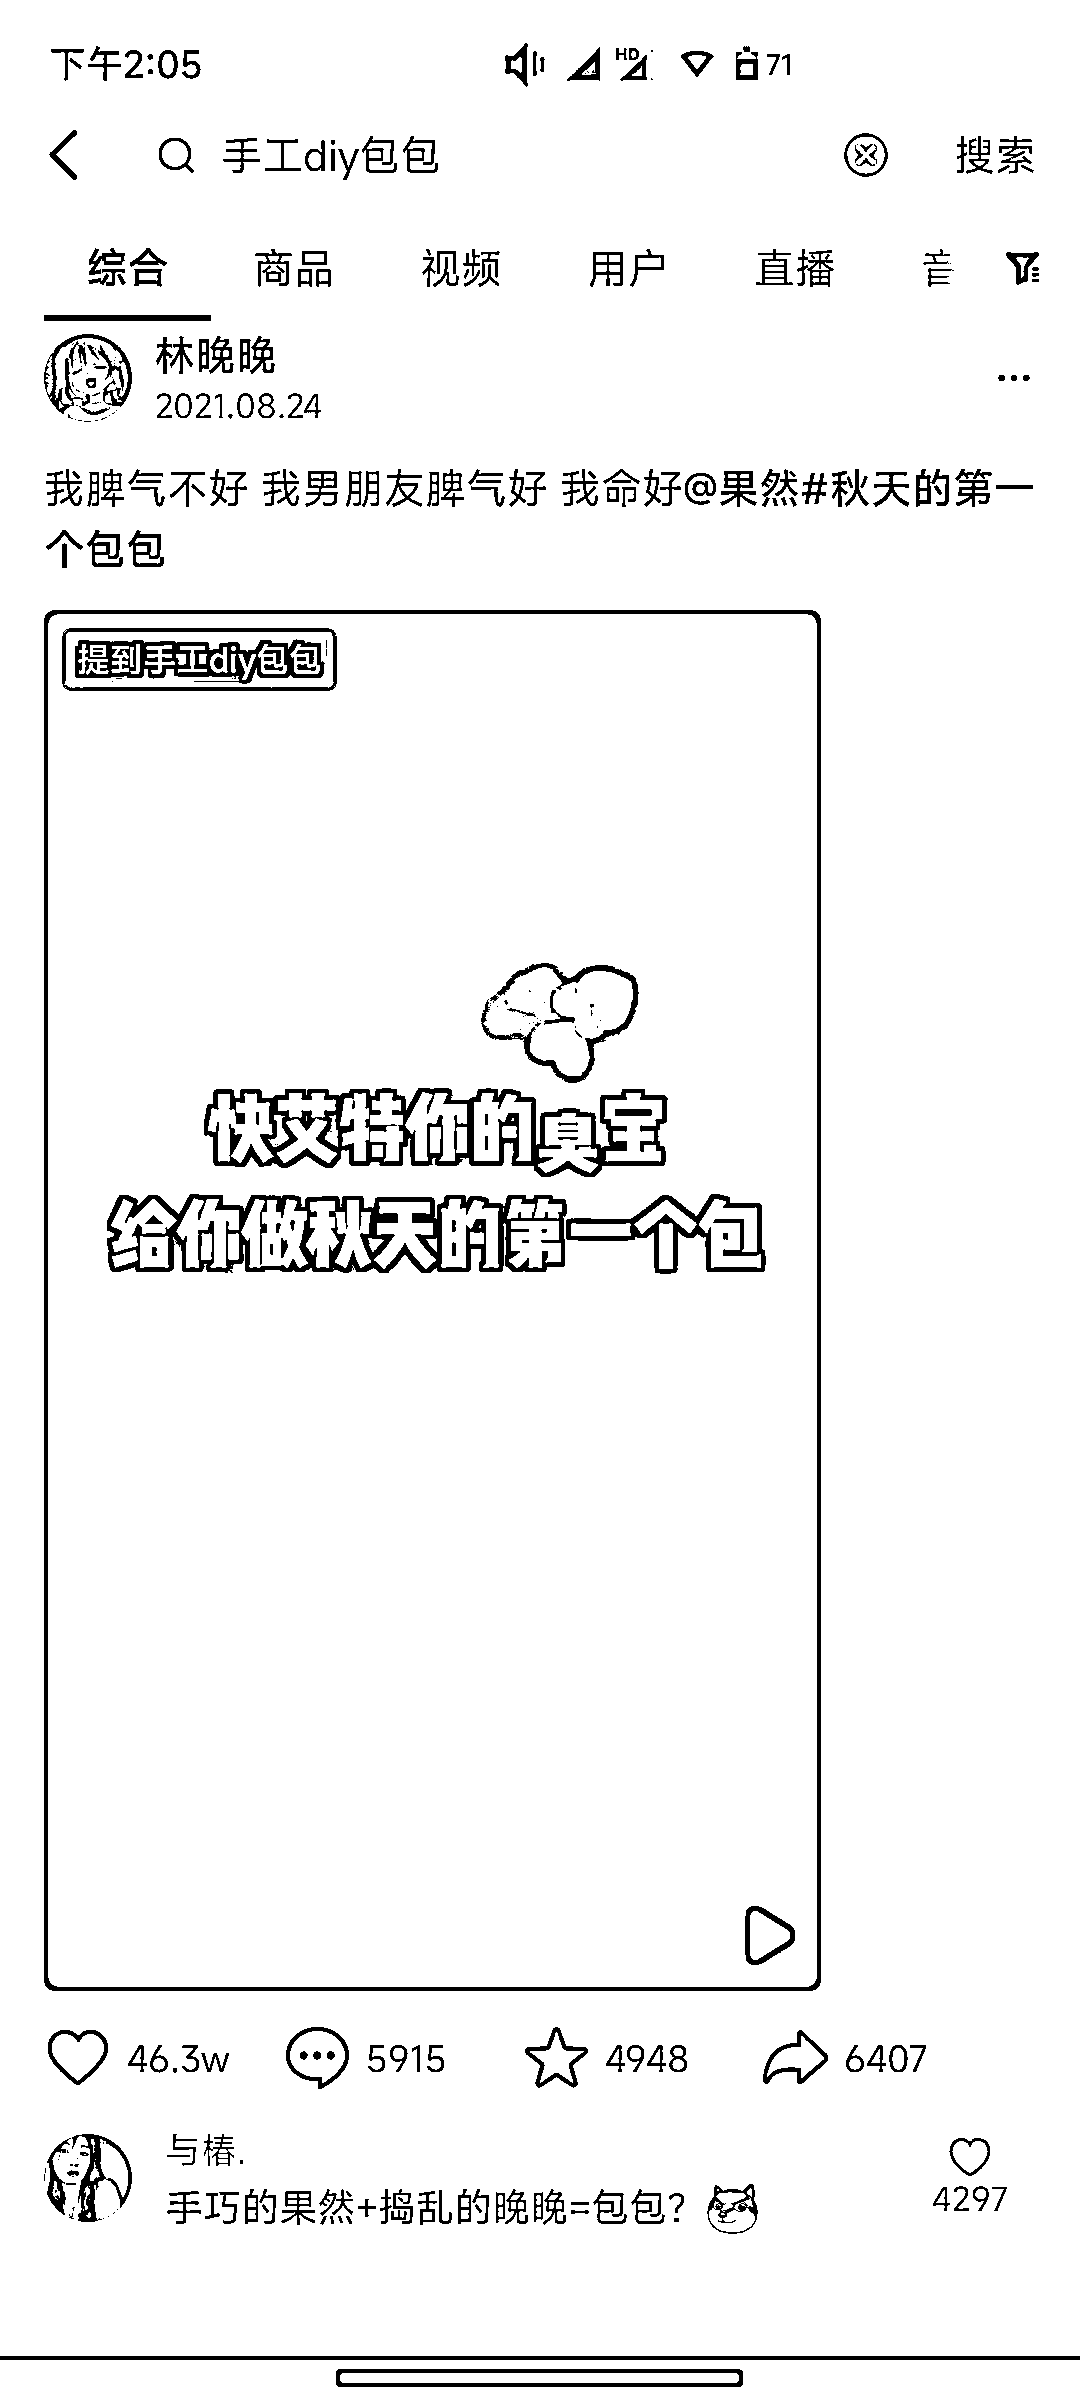 下午2:05
HD
71
手工diy包包
搜索
综合 商品 视频 用户 直播
林晚晚
2021.08.24
我脾气不好 我男朋友脾气好 我命好@果然#秋天的第一
个包包
提到手工diy包包
快艾特你的臭宝
给你做秋天的第一个包
46.3w 5915 4948 6407
与椿.
手巧的果然+捣乱的晚晚=包包?
4297